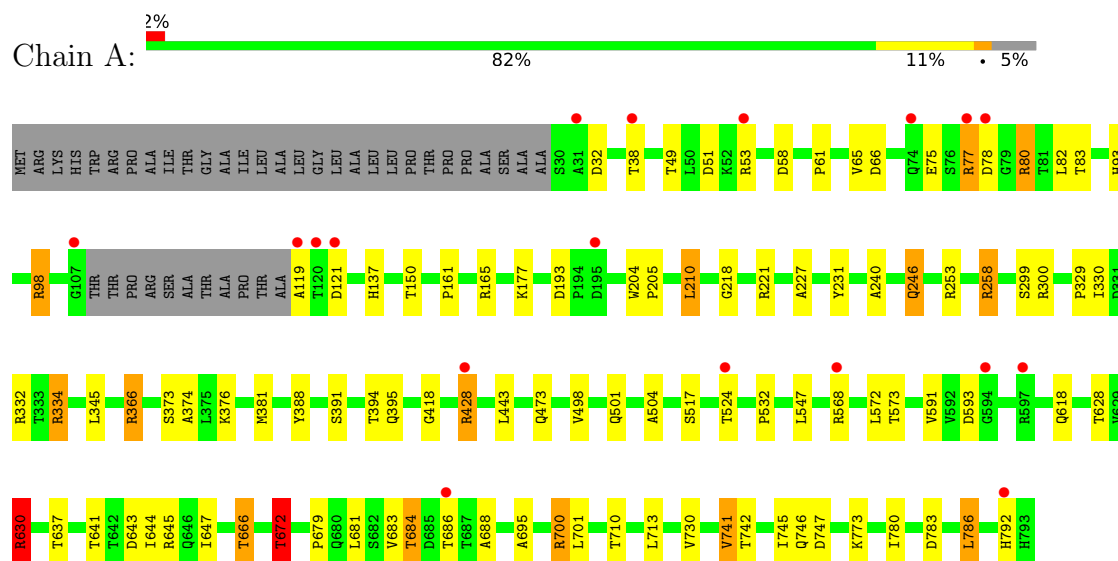 2%
Chain A:
82% 11% • 5%
MET ARG LYS HIS TRP ARG PRO ALA ILE THR GLY ALA ILE LEU ALA LEU GLY LEU ALA LEU LEU PRO THR PRO PRO PRO ALA SER ALA ALA S30 A31 D32 T38 T49 L50 D51 K52 R53 D58 P61 V65 D66 Q74 E75 S76 R77 D78 G79 R80 T81 L82 T83 H93
R98 G107 THR THR PRO ARG SER ALA THR ALA PRO THR ALA A119 T120 D121 H137 T150 P161 R165 K177 D193 P194 D195 W204 P205 L210 G218 R221 A227 Y231 A240 Q246 R253 R258 S299 R300 P329 I330 D331
R332 T333 R334 L345 R366 S373 A374 L375 K376 M381 Y388 S391 T394 Q395 G418 R428 L443 Q473 V498 Q501 A504 S517 T524 P532 L547 R568 L572 T573 V591 V592 D593 G594 R597 Q618 T628 V629
R630 T637 T641 T642 D643 I644 R645 Q646 I647 T666 T672 P679 Q680 L681 S682 V683 T684 D685 T686 T687 A688 A695 R700 L701 T710 L713 V730 V741 T742 I745 Q746 D747 K773 I780 D783 L786 H792 H793